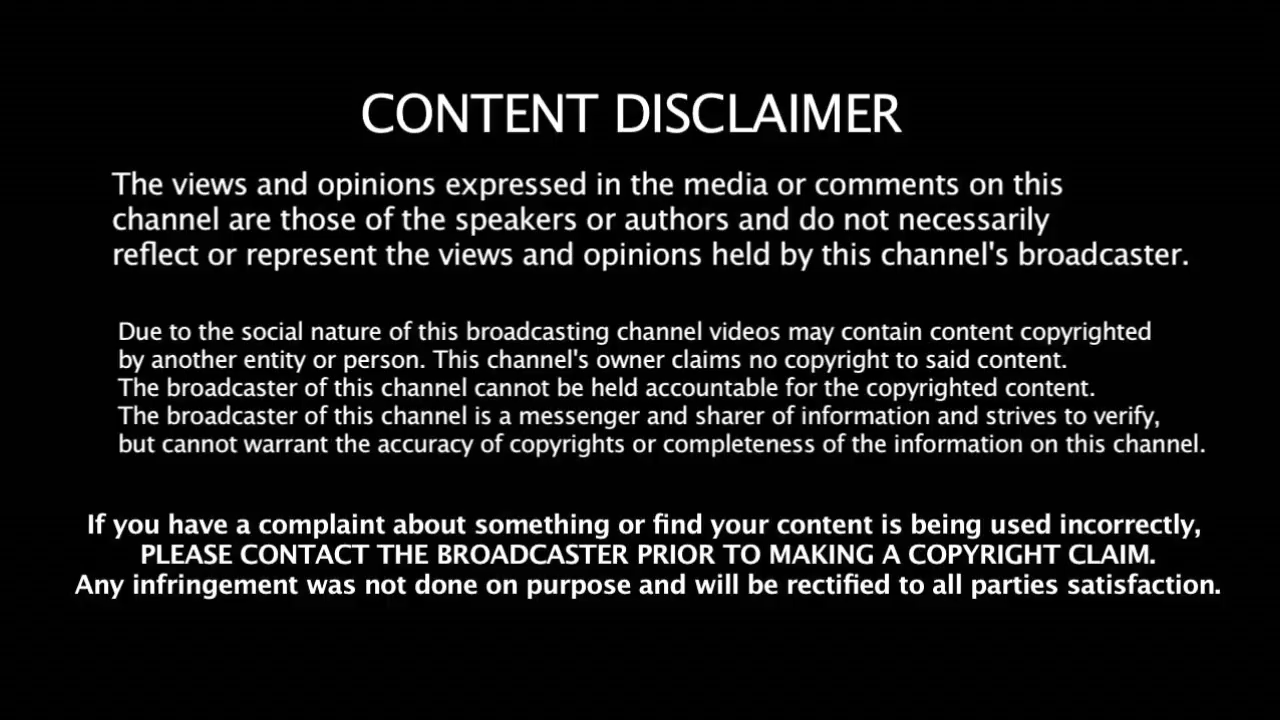 CONTENT DISCLAIMER
The views and opinions expressed in the media or comments on this
channel are those of the speakers or authors and do not necessarily
reflect or represent the views and opinions held by this channel's broadcaster.
Due to the social nature of this broadcasting channel videos may contain content copyrighted
by another entity or person. This channel's owner claims no copyright to said content.
The broadcaster of this channel cannot be held accountable for the copyrighted content.
The broadcaster of this channel is a messenger and sharer of information and strives to verify,
but cannot warrant the accuracy of copyrights or completeness of the information on this channel.
If you have a complaint about something or find your content is being used incorrectly,
PLEASE CONTACT THE BROADCASTER PRIOR TO MAKING A COPYRIGHT CLAIM.
Any infringement was not done on purpose and will be rectified to all parties satisfaction.